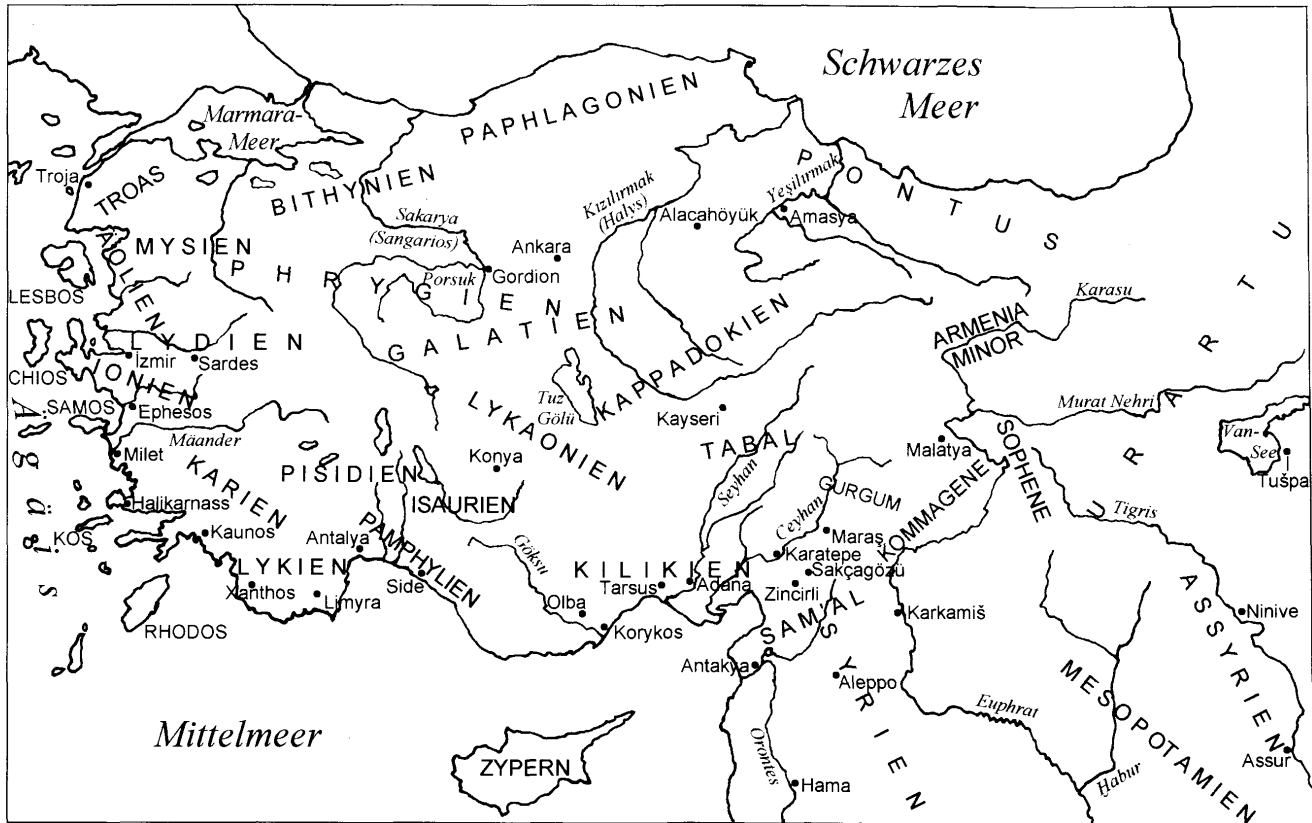 Schwarzes
Meer
Marmara-
Meer
PAPHLAGONIEN
Troja
TROAS
BITHYNIEN
PONTUS
Kızılırmak
(Halys)
Yeşilırmak
Alacahöyük
Amasya
Sakarya
(Sangarios)
ÄOLIEN
MYSIEN
Ankara
PHRYGIEN
Porsuk
Gordion
LESBOS
Karasu
URARTU
GALATIEN
KAPPADOKIEN
ARMENIA
MINOR
LYDIEN
İzmir
Sardes
CHIOS
IONIEN
Tuz
Gölü
SAMOS
Ephesos
LYKAONIEN
Kayseri
Murat Nehri
Ägäis
Mäander
Milet
KARIEN
PISIDIEN
Konya
TABAL
Malatya
SOPHENE
Van-
See
Tušpa
ISAURIEN
Seyhan
GURGUM
KOMMAGENE
Halikarnass
KOS
Kaunos
Antalya
PAMPHYLIEN
Göksu
Ceyhan
Maraş
Tigris
LYKIEN
KILIKIEN
Karatepe
Sakçagözü
Xanthos
Side
Tarsus
Adana
Zincirli
ASSYRIEN
Limyra
Olba
SAM'AL
Karkamiš
Ninive
RHODOS
Korykos
Antakya
SYRIEN
Aleppo
MESOPOTAMIEN
Mittelmeer
Euphrat
ZYPERN
Orontes
Hama
Assur
Ḫabur